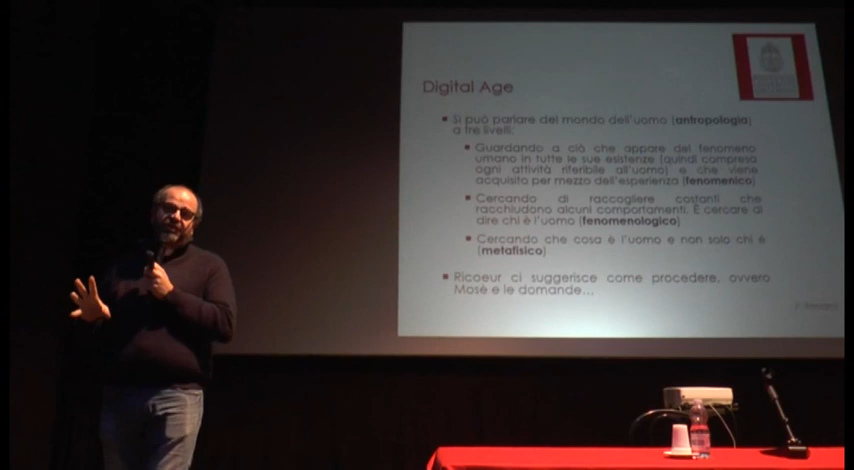 Digital Age
Si può parlare del mondo dell'uomo (antropologia)
a tre livelli:
Guardando a ciò che appare del fenomeno
umano in tutte le sue esistenze (quindi compresa
ogni attività riferibile all'uomo) e che viene
acquisito per mezzo dell'esperienza (fenomenico)
Cercando di raccogliere costanti che
racchiudono alcuni comportamenti. È cercare di
dire chi è l'uomo (fenomenologico)
Cercando che cosa è l'uomo e non solo chi è
(metafisico)
Ricoeur ci suggerisce come procedere, ovvero
Mosè e le domande...